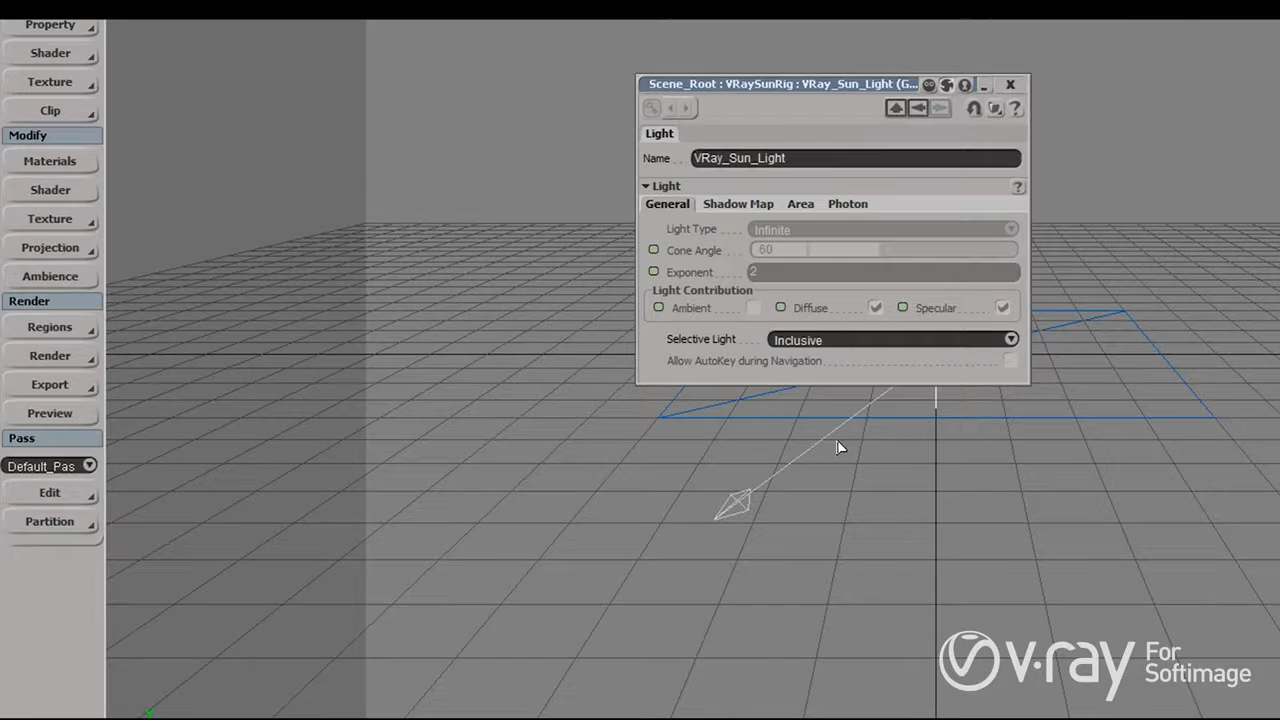 Property
Shader
Texture
Clip
Modify
Materials
Shader
Texture
Projection
Ambience
Render
Regions
Render
Export
Preview
Pass
Default_Pas
Edit
Partition
Scene_Root : VRaySunRig : VRay_Sun_Light (G...
Light
Name VRay_Sun_Light
Light
General Shadow Map Area Photon
Light Type Infinite
Cone Angle 60
Exponent 2
Light Contribution
Ambient Diffuse Specular
Selective Light Inclusive
Allow AutoKey during Navigation
v·ray For
Softimage